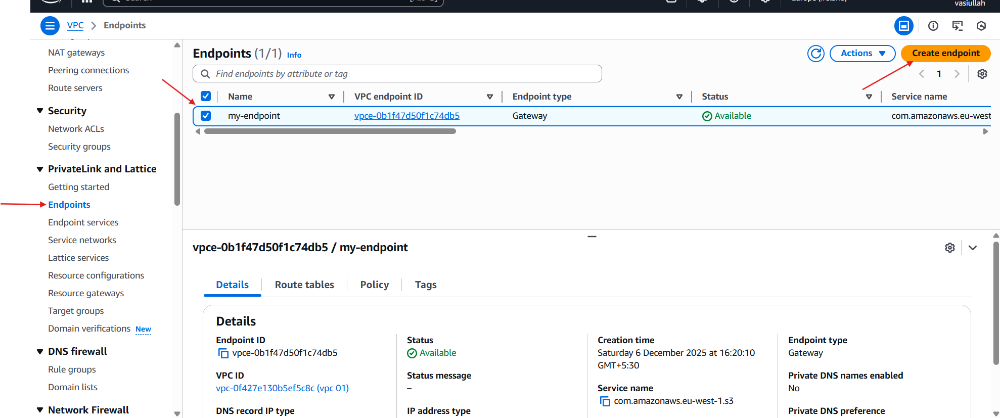 Europe (Ireland)
vasiullah
VPC
Endpoints
NAT gateways
Peering connections
Route servers
Security
Network ACLs
Security groups
PrivateLink and Lattice
Getting started
Endpoints
Endpoint services
Service networks
Lattice services
Resource configurations
Resource gateways
Target groups
Domain verifications New
DNS firewall
Rule groups
Domain lists
Network Firewall
Endpoints (1/1) Info
Actions
Create endpoint
Find endpoints by attribute or tag
1
Name VPC endpoint ID Endpoint type Status Service name
my-endpoint vpce-0b1f47d50f1c74db5 Gateway Available com.amazonaws.eu-west
vpce-0b1f47d50f1c74db5 / my-endpoint
Details Route tables Policy Tags
Details
Endpoint ID
vpce-0b1f47d50f1c74db5
VPC ID
vpc-0f427e130b5ef5c8c (vpc 01)
DNS record IP type
Status
Available
Status message
–
IP address type
Creation time
Saturday 6 December 2025 at 16:20:10
GMT+5:30
Service name
com.amazonaws.eu-west-1.s3
Endpoint type
Gateway
Private DNS names enabled
No
Private DNS preference